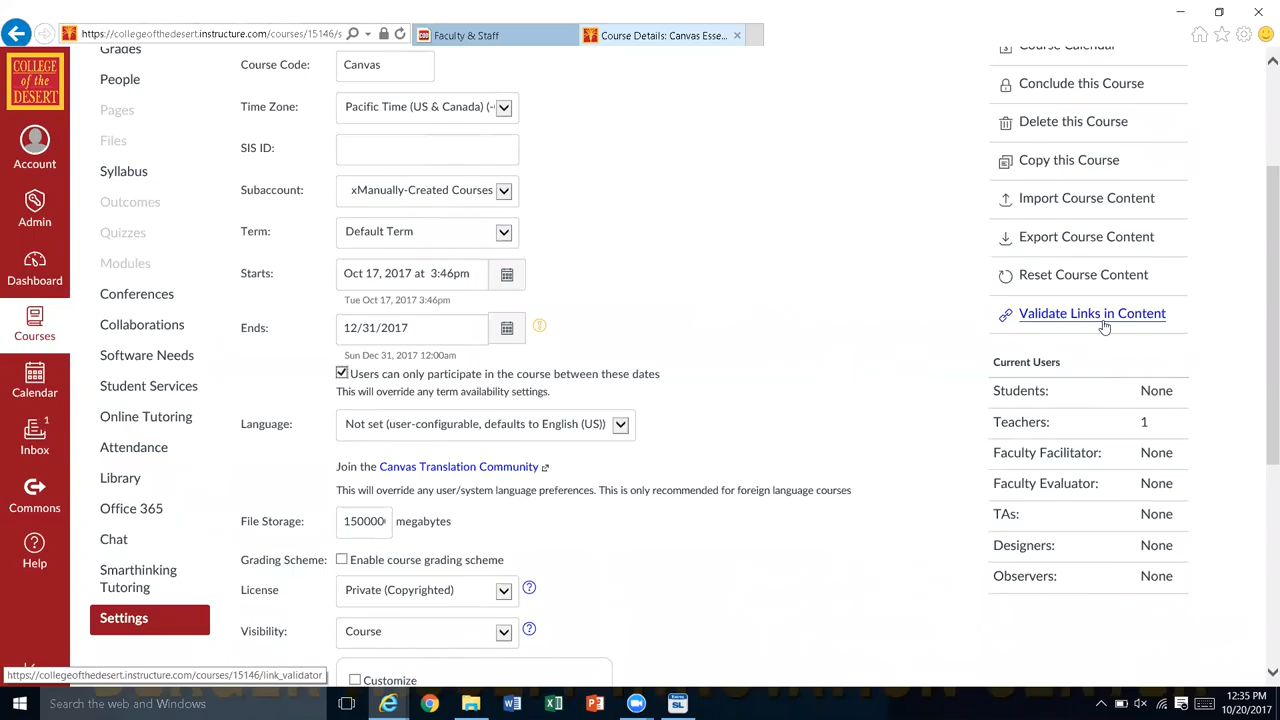 https://collegeofthedesert.instructure.com/courses/15146/s
Faculty & Staff
Course Details: Canvas Esse...
COLLEGE
of the
DESERT
Account
Admin
Dashboard
Courses
Calendar
1
Inbox
Commons
Help
Grades
People
Pages
Files
Syllabus
Outcomes
Quizzes
Modules
Conferences
Collaborations
Software Needs
Student Services
Online Tutoring
Attendance
Library
Office 365
Chat
Smarthinking
Tutoring
Settings
Course Code: Canvas
Time Zone: Pacific Time (US & Canada) (-
SIS ID:
Subaccount: xManually-Created Courses
Term: Default Term
Starts: Oct 17, 2017 at 3:46pm
Tue Oct 17, 2017 3:46pm
Ends: 12/31/2017
Sun Dec 31, 2017 12:00am
Users can only participate in the course between these dates
This will override any term availability settings.
Language: Not set (user-configurable, defaults to English (US))
Join the Canvas Translation Community
This will override any user/system language preferences. This is only recommended for foreign language courses
File Storage: 150000 megabytes
Grading Scheme: Enable course grading scheme
License Private (Copyrighted)
Visibility: Course
Customize
Course Calendar
Conclude this Course
Delete this Course
Copy this Course
Import Course Content
Export Course Content
Reset Course Content
Validate Links in Content
Current Users
Students: None
Teachers: 1
Faculty Facilitator: None
Faculty Evaluator: None
TAs: None
Designers: None
Observers: None
https://collegeofthedesert.instructure.com/courses/15146/link_validator
Search the web and Windows
SL
12:35 PM
10/20/2017